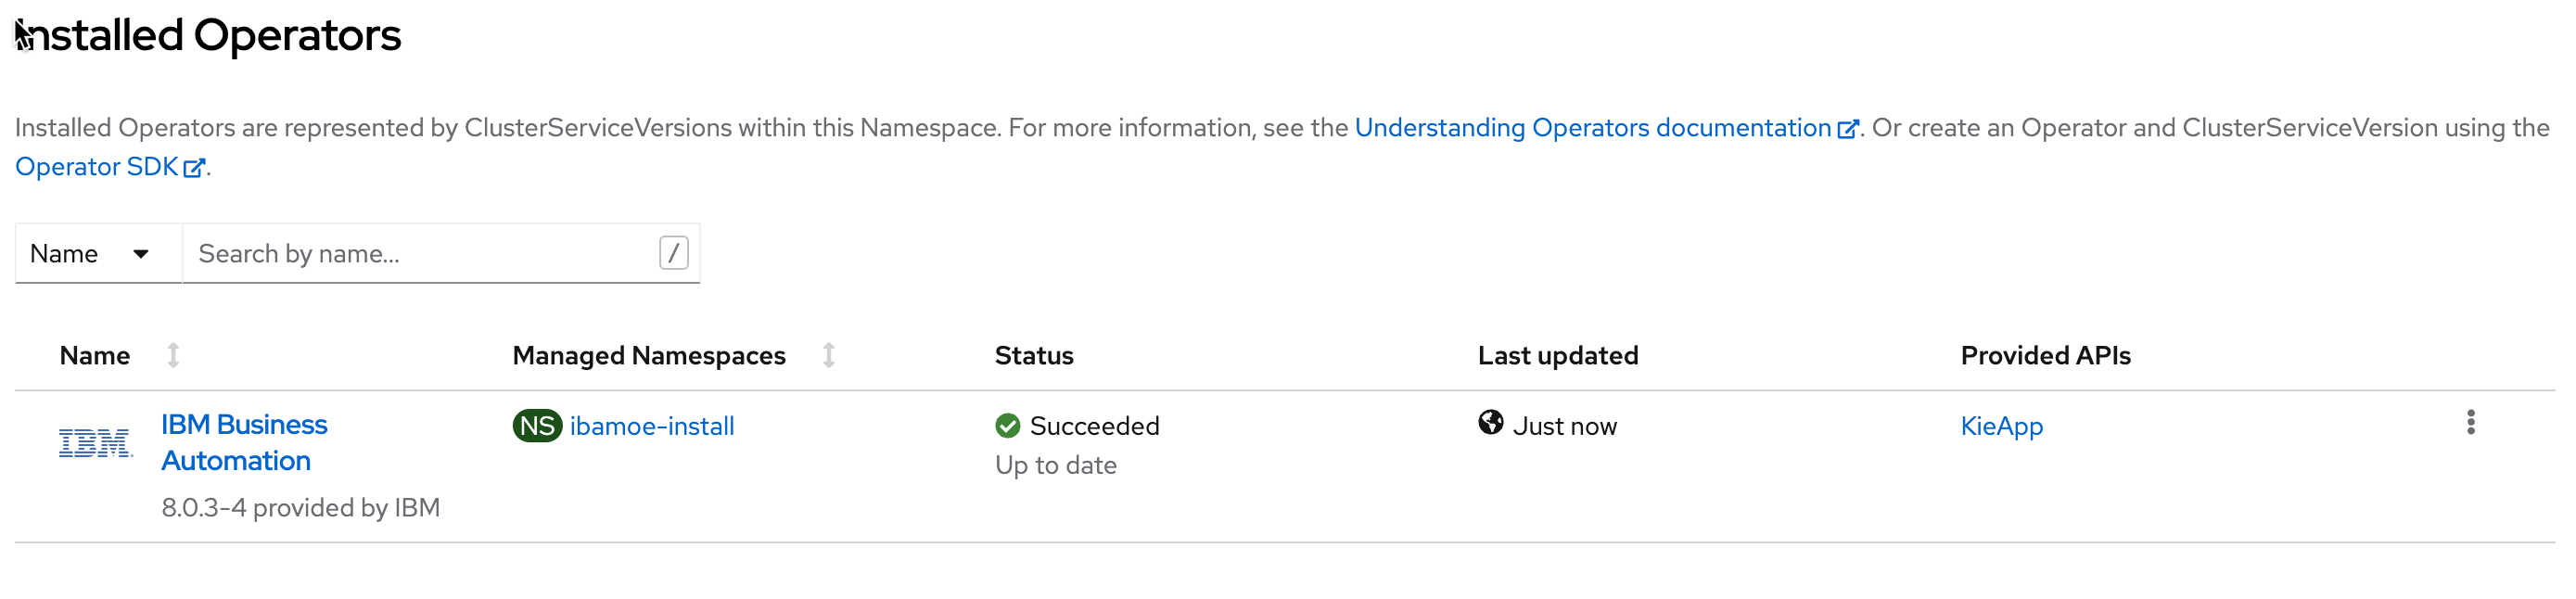 Installed Operators
Installed Operators are represented by ClusterServiceVersions within this Namespace. For more information, see the Understanding Operators documentation. Or create an Operator and ClusterServiceVersion using the
Operator SDK.
Name Search by name... /
Name Managed Namespaces Status Last updated Provided APIs
IBM IBM Business NS ibamoe-install Succeeded Just now KieApp
Automation Up to date
8.0.3-4 provided by IBM